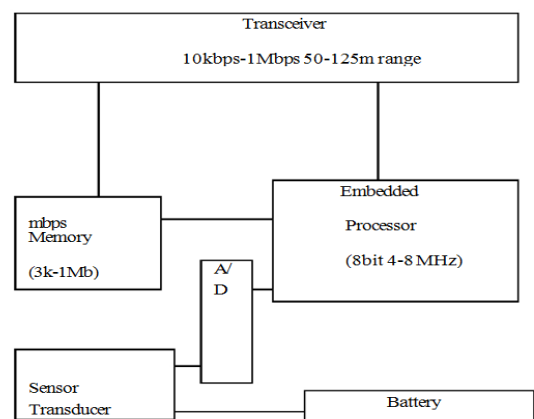 Transceiver
10kbps-1Mbps 50-125m range
mbps
Memory
(3k-1Mb)
Embedded
Processor
(8bit 4-8 MHz)
A/
D
Sensor
Transducer
Battery